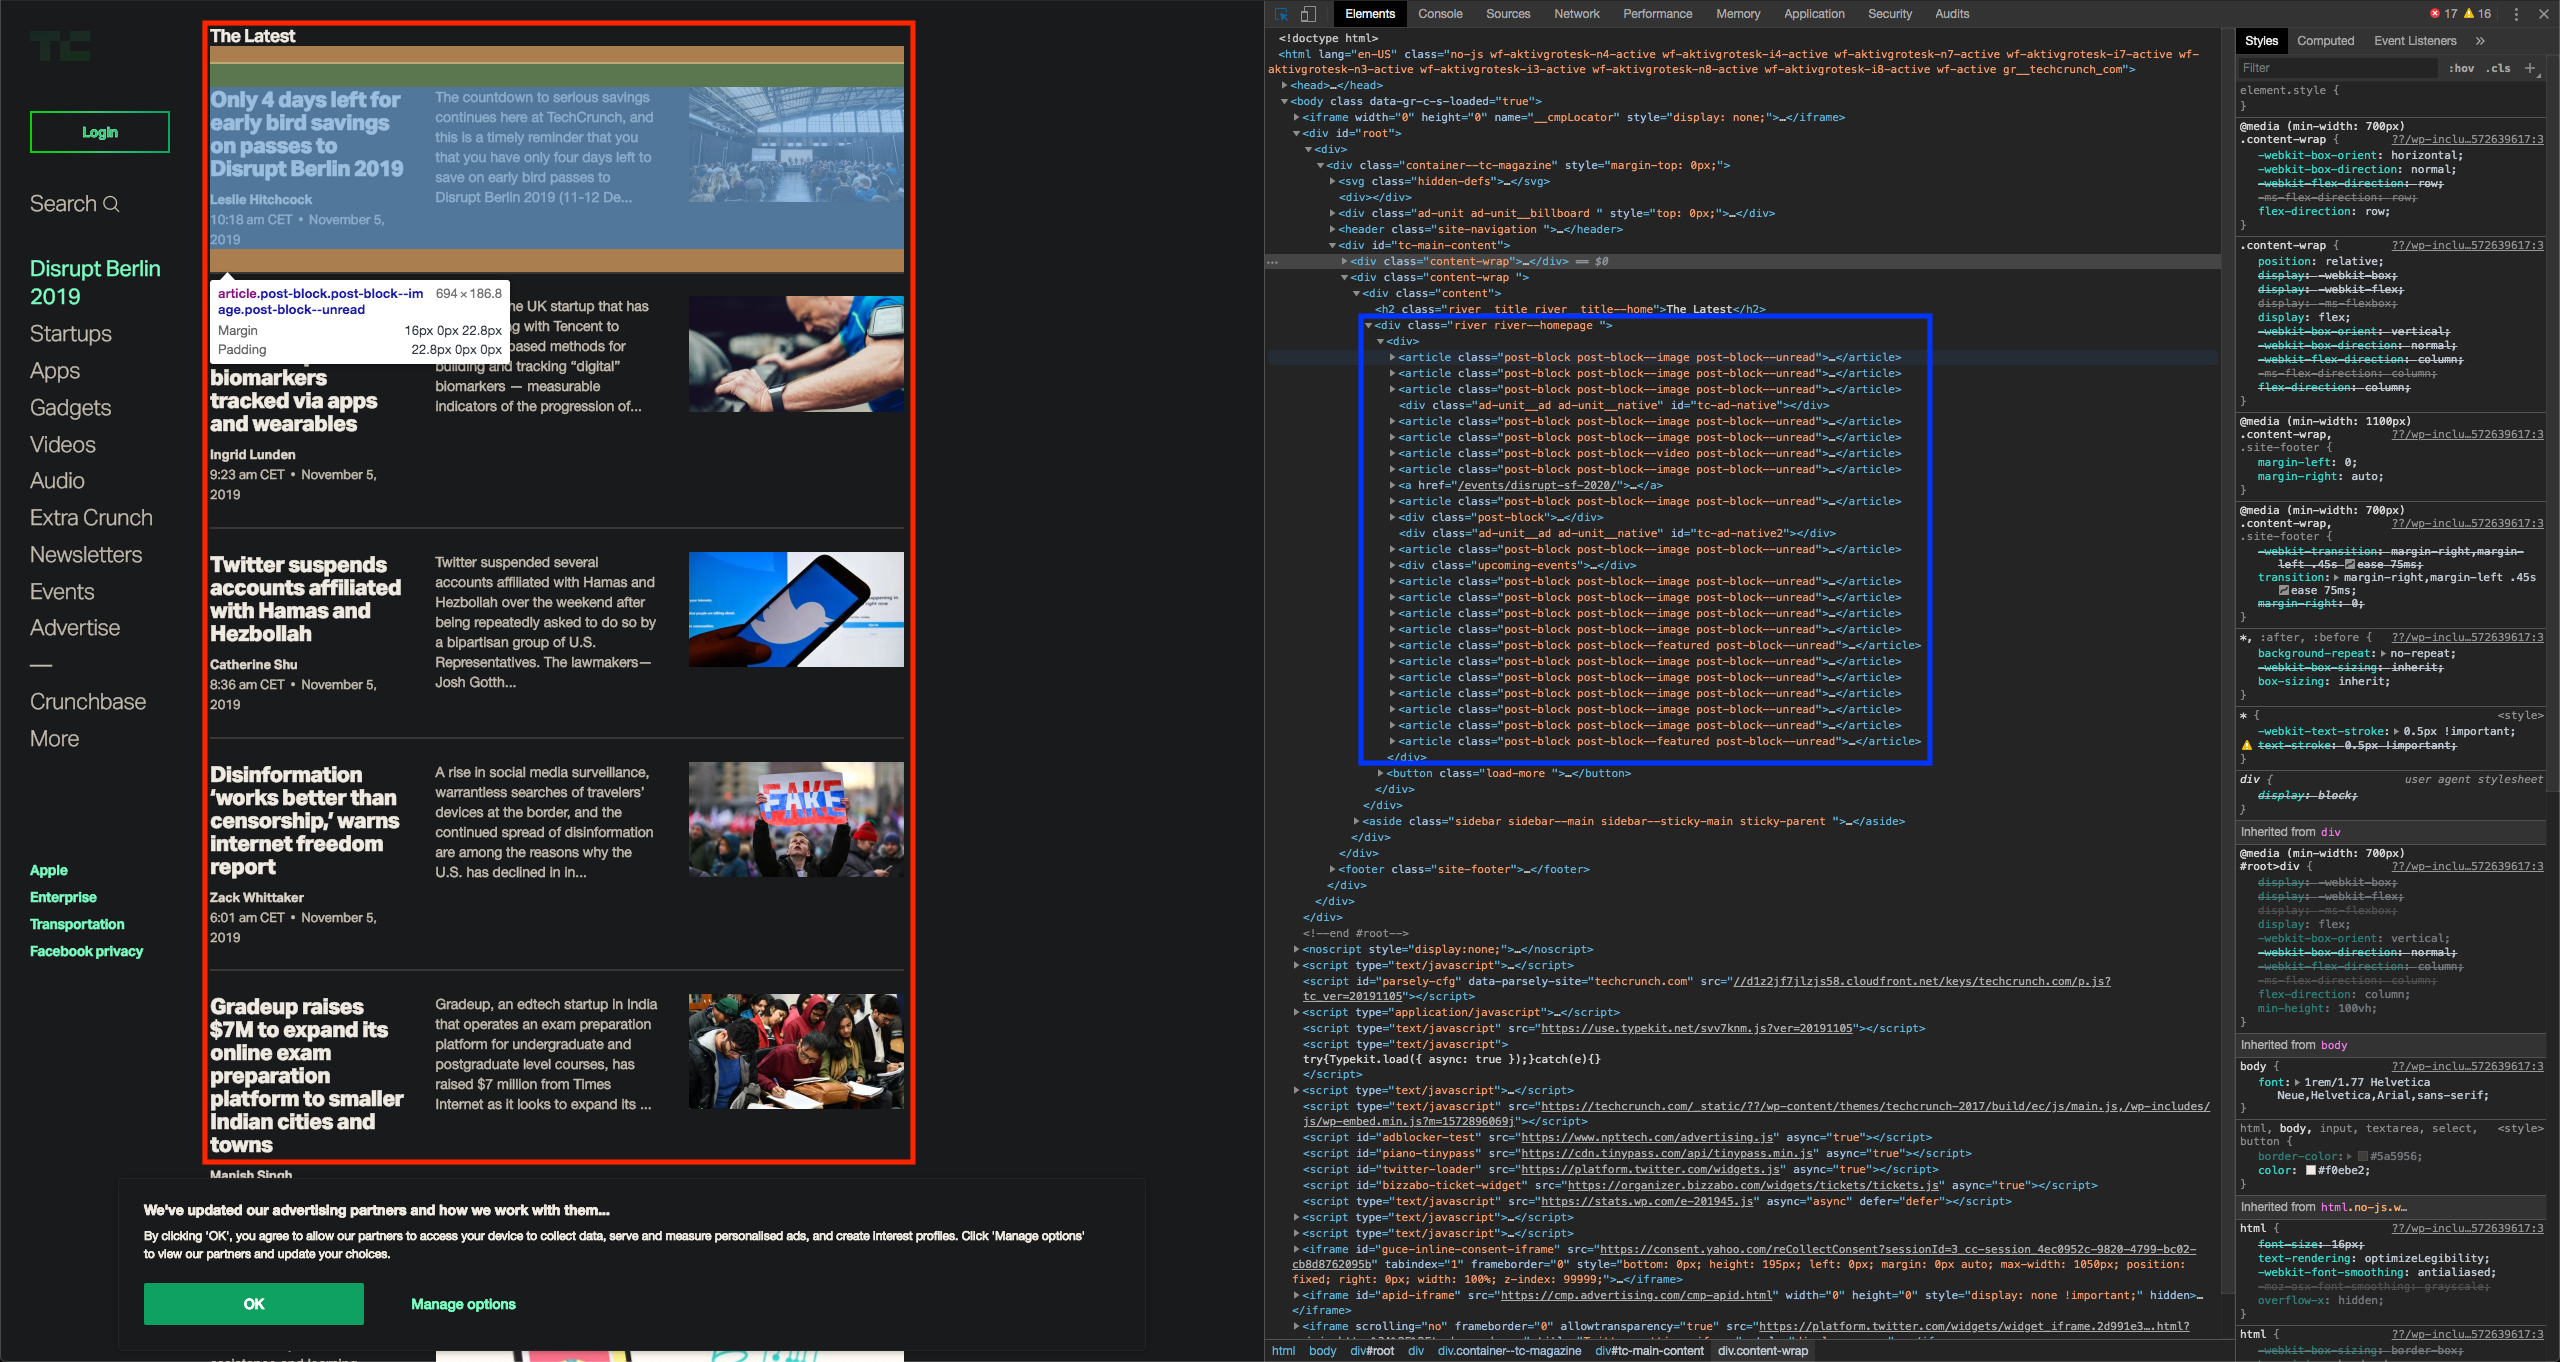 TC
Login
Search
Disrupt Berlin
2019
Startups
Apps
Gadgets
Videos
Audio
Extra Crunch
Newsletters
Events
Advertise
—
Crunchbase
More
Apple
Enterprise
Transportation
Facebook privacy
The Latest
Only 4 days left for
early bird savings
on passes to
Disrupt Berlin 2019
Leslie Hitchcock
10:18 am CET • November 5,
2019
The countdown to serious savings
continues here at TechCrunch, and
this is a timely reminder that you
that you have only four days left to
save on early bird passes to
Disrupt Berlin 2019 (11-12 De...
article.post-block.post-block--im
age.post-block--unread
694 × 186.8
Margin 16px 0px 22.8px
Padding 22.8px 0px 0px
biomarkers
tracked via apps
and wearables
Ingrid Lunden
9:23 am CET • November 5,
2019
he UK startup that has
g with Tencent to
based methods for
building and tracking “digital”
biomarkers — measurable
indicators of the progression of...
Twitter suspends
accounts affiliated
with Hamas and
Hezbollah
Catherine Shu
8:36 am CET • November 5,
2019
Twitter suspended several
accounts affiliated with Hamas and
Hezbollah over the weekend after
being repeatedly asked to do so by
a bipartisan group of U.S.
Representatives. The lawmakers—
Josh Gotth...
Disinformation
‘works better than
censorship,’ warns
internet freedom
report
Zack Whittaker
6:01 am CET • November 5,
2019
A rise in social media surveillance,
warrantless searches of travelers’
devices at the border, and the
continued spread of disinformation
are among the reasons why the
U.S. has declined in in...
FAKE
Gradeup raises
$7M to expand its
online exam
preparation
platform to smaller
Indian cities and
towns
Manish Singh
Gradeup, an edtech startup in India
that operates an exam preparation
platform for undergraduate and
postgraduate level courses, has
raised $7 million from Times
Internet as it looks to expand its ...
We've updated our advertising partners and how we work with them...
By clicking 'OK', you agree to allow our partners to access your device to collect data, serve and measure personalised ads, and create interest profiles. Click 'Manage options'
to view our partners and update your choices.
OK
Manage options
Elements Console Sources Network Performance Memory Application Security Audits
17 16
<!doctype html>
<html lang="en-US" class="no-js wf-aktivgrotesk-n4-active wf-aktivgrotesk-i4-active wf-aktivgrotesk-n7-active wf-aktivgrotesk-i7-active wf-
aktivgrotesk-n3-active wf-aktivgrotesk-i3-active wf-aktivgrotesk-n8-active wf-aktivgrotesk-i8-active wf-active gr__techcrunch_com">
<head>…</head>
<body class data-gr-c-s-loaded="true">
<iframe width="0" height="0" name="__cmpLocator" style="display: none;">…</iframe>
<div id="root">
<div>
<div class="container--tc-magazine" style="margin-top: 0px;">
<svg class="hidden-defs">…</svg>
<div></div>
<div class="ad-unit ad-unit__billboard " style="top: 0px;">…</div>
<header class="site-navigation ">…</header>
<div id="tc-main-content">
<div class="content-wrap">…</div> == $0
<div class="content-wrap ">
<div class="content">
<h2 class="river__title river__title--home">The Latest</h2>
<div class="river river--homepage ">
<div>
<article class="post-block post-block--image post-block--unread">…</article>
<article class="post-block post-block--image post-block--unread">…</article>
<article class="post-block post-block--image post-block--unread">…</article>
<div class="ad-unit__ad ad-unit__native" id="tc-ad-native"></div>
<article class="post-block post-block--image post-block--unread">…</article>
<article class="post-block post-block--image post-block--unread">…</article>
<article class="post-block post-block--video post-block--unread">…</article>
<article class="post-block post-block--image post-block--unread">…</article>
<a href="/events/disrupt-sf-2020/">…</a>
<article class="post-block post-block--image post-block--unread">…</article>
<div class="post-block">…</div>
<div class="ad-unit__ad ad-unit__native" id="tc-ad-native2"></div>
<article class="post-block post-block--image post-block--unread">…</article>
<div class="upcoming-events">…</div>
<article class="post-block post-block--image post-block--unread">…</article>
<article class="post-block post-block--image post-block--unread">…</article>
<article class="post-block post-block--image post-block--unread">…</article>
<article class="post-block post-block--image post-block--unread">…</article>
<article class="post-block post-block--featured post-block--unread">…</article>
<article class="post-block post-block--image post-block--unread">…</article>
<article class="post-block post-block--image post-block--unread">…</article>
<article class="post-block post-block--image post-block--unread">…</article>
<article class="post-block post-block--image post-block--unread">…</article>
<article class="post-block post-block--image post-block--unread">…</article>
<article class="post-block post-block--featured post-block--unread">…</article>
</div>
<button class="load-more ">…</button>
</div>
</div>
<aside class="sidebar sidebar--main sidebar--sticky-main sticky-parent ">…</aside>
</div>
</div>
<footer class="site-footer">…</footer>
</div>
</div>
</div>
<!--end #root-->
<noscript style="display:none;">…</noscript>
<script type="text/javascript">…</script>
<script id="parsely-cfg" data-parsely-site="techcrunch.com" src="//d1z2jf7jlzjs58.cloudfront.net/keys/techcrunch.com/p.js?
tc_ver=20191105"></script>
<script type="application/javascript">…</script>
<script type="text/javascript" src="https://use.typekit.net/svv7knm.js?ver=20191105"></script>
<script type="text/javascript">
try{Typekit.load({ async: true });}catch(e){}
</script>
<script type="text/javascript">…</script>
<script type="text/javascript" src="https://techcrunch.com/_static/??/wp-content/themes/techcrunch-2017/build/ec/js/main.js,/wp-includes/
js/wp-embed.min.js?m=1572896069j"></script>
<script id="adblocker-test" src="https://www.npttech.com/advertising.js" async="true"></script>
<script id="piano-tinypass" src="https://cdn.tinypass.com/api/tinypass.min.js" async="true"></script>
<script id="twitter-loader" src="https://platform.twitter.com/widgets.js" async="true"></script>
<script id="bizzabo-ticket-widget" src="https://organizer.bizzabo.com/widgets/tickets/tickets.js" async="true"></script>
<script type="text/javascript" src="https://stats.wp.com/e-201945.js" async="async" defer="defer"></script>
<script type="text/javascript">…</script>
<script type="text/javascript">…</script>
<iframe id="guce-inline-consent-iframe" src="https://consent.yahoo.com/reCollectConsent?sessionId=3_cc-session_4ec0952c-9820-4799-bc02-
cb8d8762095b" tabindex="1" frameborder="0" style="bottom: 0px; height: 195px; left: 0px; margin: 0px auto; max-width: 1050px; position:
fixed; right: 0px; width: 100%; z-index: 99999;">…</iframe>
<iframe id="apid-iframe" src="https://cmp.advertising.com/cmp-apid.html" width="0" height="0" style="display: none !important;" hidden>…
</iframe>
<iframe scrolling="no" frameborder="0" allowtransparency="true" src="https://platform.twitter.com/widgets/widget_iframe.2d991e3….html?
html body div#root div div.container--tc-magazine div#tc-main-content div.content-wrap
Styles Computed Event Listeners »
Filter :hov .cls +
element.style {
}
@media (min-width: 700px)
.content-wrap { ??/wp-inclu…572639617:3
-webkit-box-orient: horizontal;
-webkit-box-direction: normal;
-webkit-flex-direction: row;
-ms-flex-direction: row;
flex-direction: row;
}
.content-wrap { ??/wp-inclu…572639617:3
position: relative;
display: -webkit-box;
display: -webkit-flex;
display: -ms-flexbox;
display: flex;
-webkit-box-orient: vertical;
-webkit-box-direction: normal;
-webkit-flex-direction: column;
-ms-flex-direction: column;
flex-direction: column;
}
@media (min-width: 1100px)
.content-wrap, ??/wp-inclu…572639617:3
.site-footer {
margin-left: 0;
margin-right: auto;
}
@media (min-width: 700px)
.content-wrap, ??/wp-inclu…572639617:3
.site-footer {
-webkit-transition: margin-right,margin-
left .45s ease 75ms;
transition: margin-right,margin-left .45s
ease 75ms;
margin-right: 0;
}
*, :after, :before { ??/wp-inclu…572639617:3
background-repeat: no-repeat;
-webkit-box-sizing: inherit;
box-sizing: inherit;
}
* { <style>
-webkit-text-stroke: 0.5px !important;
text-stroke: 0.5px !important;
}
div { user agent stylesheet
display: block;
}
Inherited from div
@media (min-width: 700px)
#root>div { ??/wp-inclu…572639617:3
display: -webkit-box;
display: -webkit-flex;
display: -ms-flexbox;
display: flex;
-webkit-box-orient: vertical;
-webkit-box-direction: normal;
-webkit-flex-direction: column;
-ms-flex-direction: column;
flex-direction: column;
min-height: 100vh;
}
Inherited from body
body { ??/wp-inclu…572639617:3
font: 1rem/1.77 Helvetica
Neue,Helvetica,Arial,sans-serif;
}
html, body, input, textarea, select, <style>
button {
border-color: #5a5956;
color: #f0ebe2;
}
Inherited from html.no-js.w…
html { ??/wp-inclu…572639617:3
font-size: 16px;
text-rendering: optimizeLegibility;
-webkit-font-smoothing: antialiased;
-moz-osx-font-smoothing: grayscale;
overflow-x: hidden;
}
html { ??/wp-inclu…572639617:3
-webkit-box-sizing: border-box;